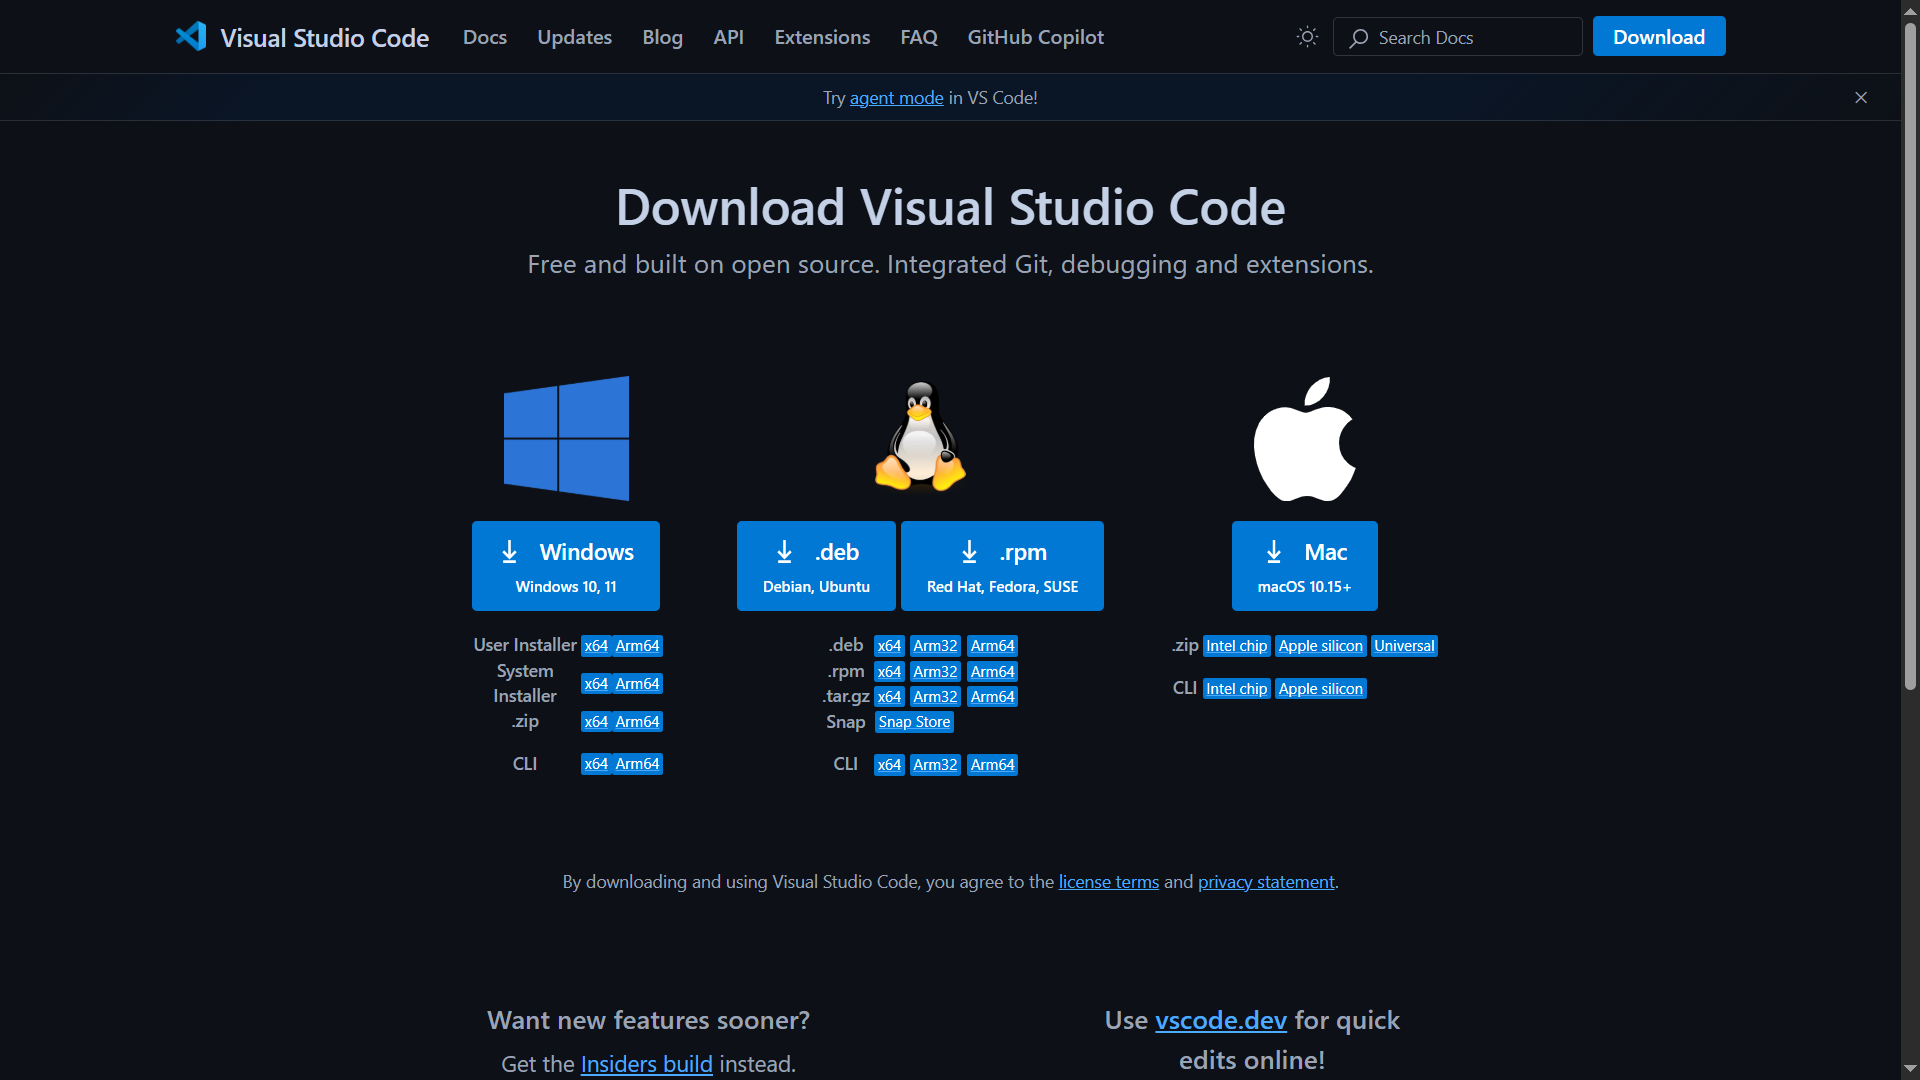 Visual Studio Code Docs Updates Blog API Extensions FAQ GitHub Copilot Search Docs Download
Try agent mode in VS Code!
Download Visual Studio Code
Free and built on open source. Integrated Git, debugging and extensions.
Windows
Windows 10, 11
User Installer x64 Arm64
System
Installer
x64 Arm64
.zip x64 Arm64
CLI x64 Arm64
.deb
Debian, Ubuntu
.rpm
Red Hat, Fedora, SUSE
.deb x64 Arm32 Arm64
.rpm x64 Arm32 Arm64
.tar.gz x64 Arm32 Arm64
Snap Snap Store
CLI x64 Arm32 Arm64
Mac
macOS 10.15+
.zip Intel chip Apple silicon Universal
CLI Intel chip Apple silicon
By downloading and using Visual Studio Code, you agree to the license terms and privacy statement.
Want new features sooner?
Get the Insiders build instead.
Use vscode.dev for quick
edits online!